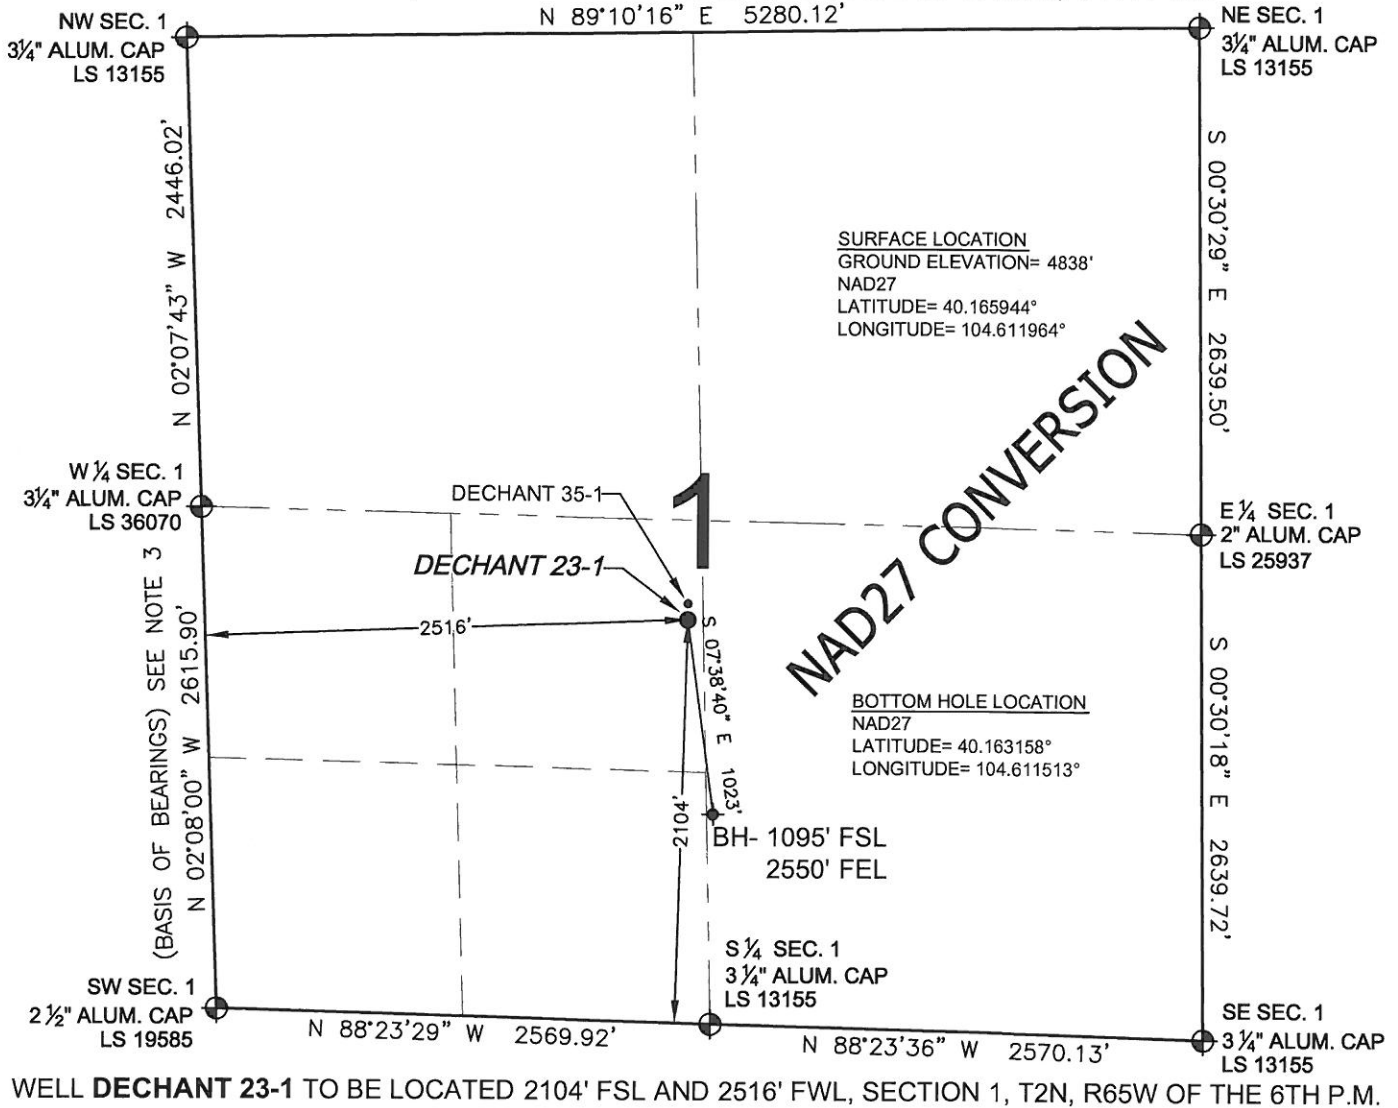 N 89°10'16" E 5280.12'
NW SEC. 1
3¼" ALUM. CAP
LS 13155
NE SEC. 1
3¼" ALUM. CAP
LS 13155
N 02°07'43" W 2446.02'
S 00°30'29" E 2639.50'
SURFACE LOCATION
GROUND ELEVATION= 4838'
NAD27
LATITUDE= 40.165944°
LONGITUDE= 104.611964°
NAD27 CONVERSION
W ¼ SEC. 1
3¼" ALUM. CAP
LS 36070
DECHANT 35-1
1
E ¼ SEC. 1
2" ALUM. CAP
LS 25937
DECHANT 23-1
2516'
S 07°38'40" E 1023'
2104'
(BASIS OF BEARINGS) SEE NOTE 3
N 02°08'00" W 2615.90'
S 00°30'18" E 2639.72'
BOTTOM HOLE LOCATION
NAD27
LATITUDE= 40.163158°
LONGITUDE= 104.611513°
BH- 1095' FSL
2550' FEL
S ¼ SEC. 1
3 ¼" ALUM. CAP
LS 13155
SW SEC. 1
2 ½" ALUM. CAP
LS 19585
N 88°23'29" W 2569.92'
N 88°23'36" W 2570.13'
SE SEC. 1
3 ¼" ALUM. CAP
LS 13155
WELL DECHANT 23-1 TO BE LOCATED 2104' FSL AND 2516' FWL, SECTION 1, T2N, R65W OF THE 6TH P.M.